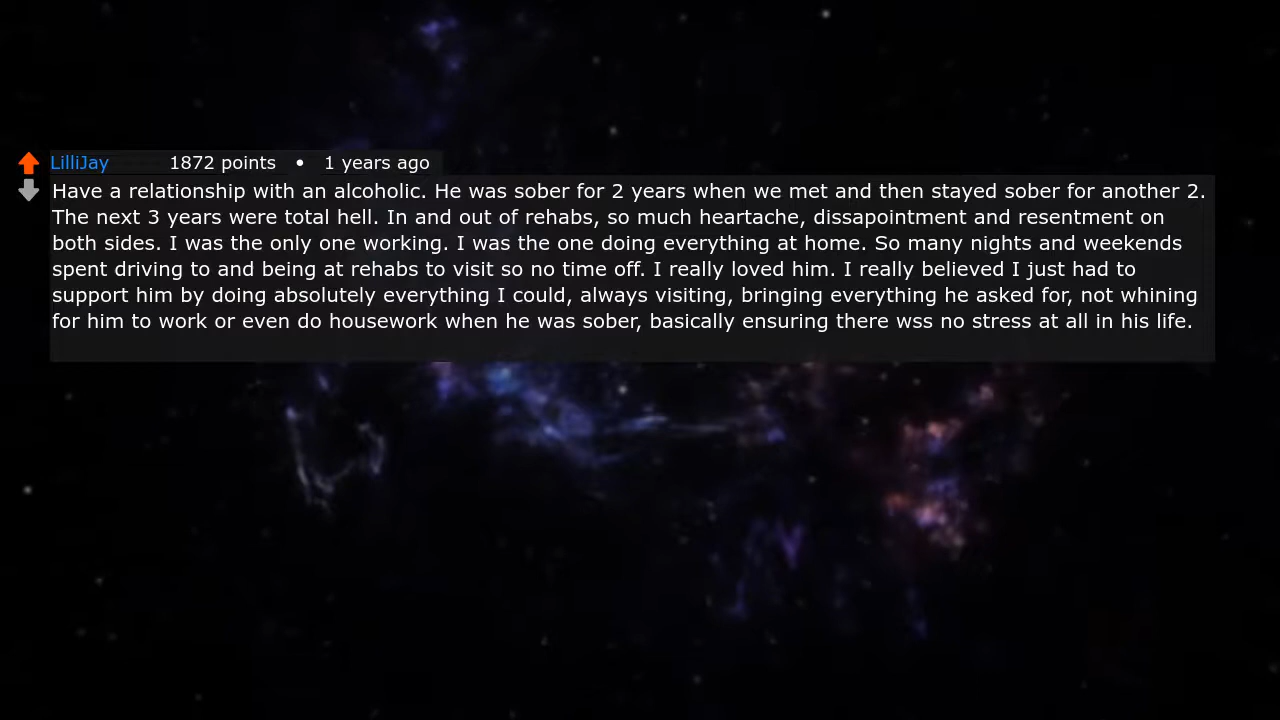 LilliJay 1872 points • 1 years ago
Have a relationship with an alcoholic. He was sober for 2 years when we met and then stayed sober for another 2.
The next 3 years were total hell. In and out of rehabs, so much heartache, dissapointment and resentment on
both sides. I was the only one working. I was the one doing everything at home. So many nights and weekends
spent driving to and being at rehabs to visit so no time off. I really loved him. I really believed I just had to
support him by doing absolutely everything I could, always visiting, bringing everything he asked for, not whining
for him to work or even do housework when he was sober, basically ensuring there wss no stress at all in his life.